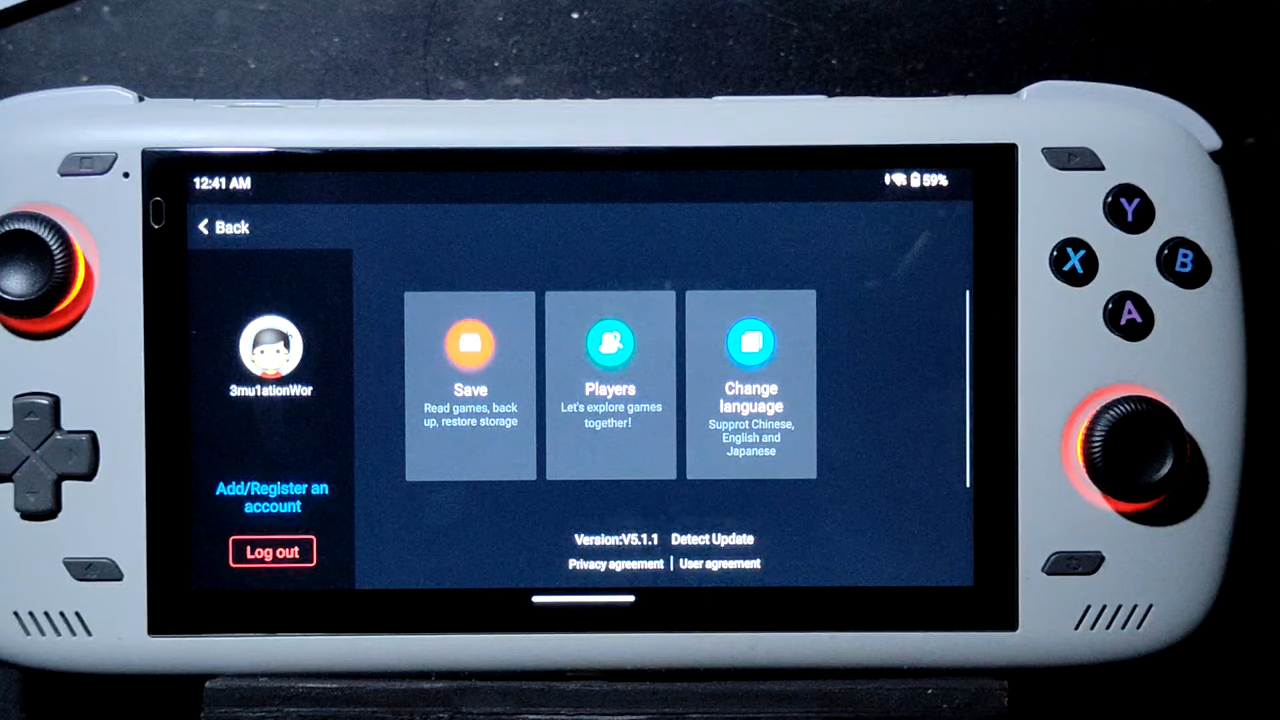 12:41 AM
59%
Back
3mu1ationWor
Add/Register an
account
Log out
Save
Read games, back
up, restore storage
Players
Let's explore games
together!
Change
language
Supprot Chinese,
English and
Japanese
Version:V5.1.1 Detect Update
Privacy agreement | User agreement
Y
X
B
A